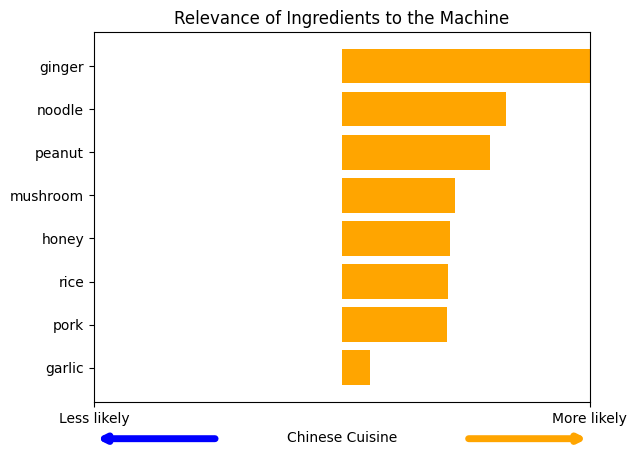 Relevance of Ingredients to the Machine
ginger
noodle
peanut
mushroom
honey
rice
pork
garlic
Less likely
More likely
Chinese Cuisine